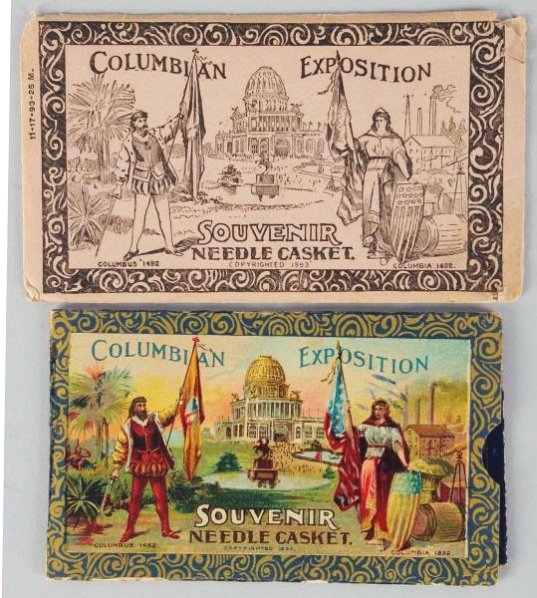 11-17-93-25 M.
COLUMBIAN EXPOSITION
SOUVENIR
NEEDLE CASKET.
COPYRIGHTED 1893
COLUMBUS 1492
COLUMBIA 1892.
COLUMBIAN EXPOSITION
SOUVENIR
NEEDLE CASKET.
COPYRIGHTED
COLUMBUS 1492.
COLUMBIA 1892.